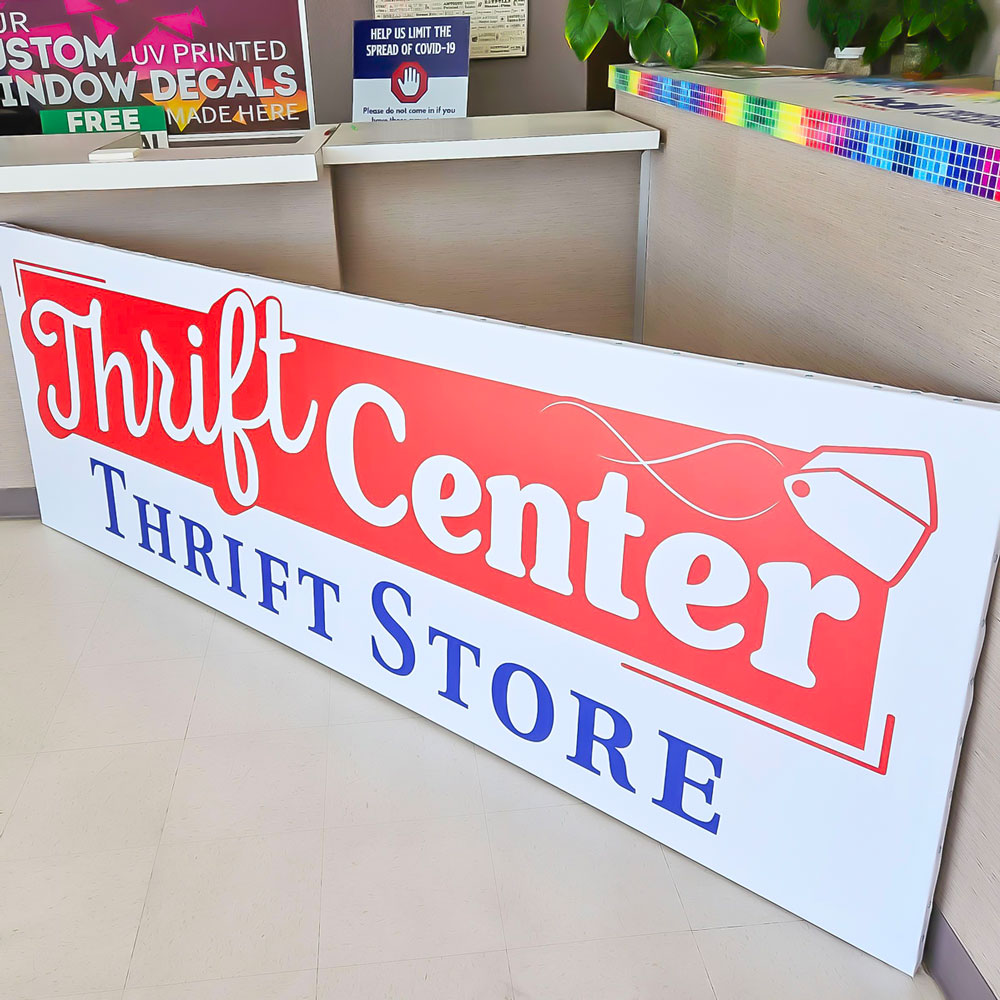 UR
USTOM UV PRINTED
INDOW DECALS
FREE MADE HERE
HELP US LIMIT THE
SPREAD OF COVID-19
Please do not come in if you
Thrift Center
THRIFT STORE